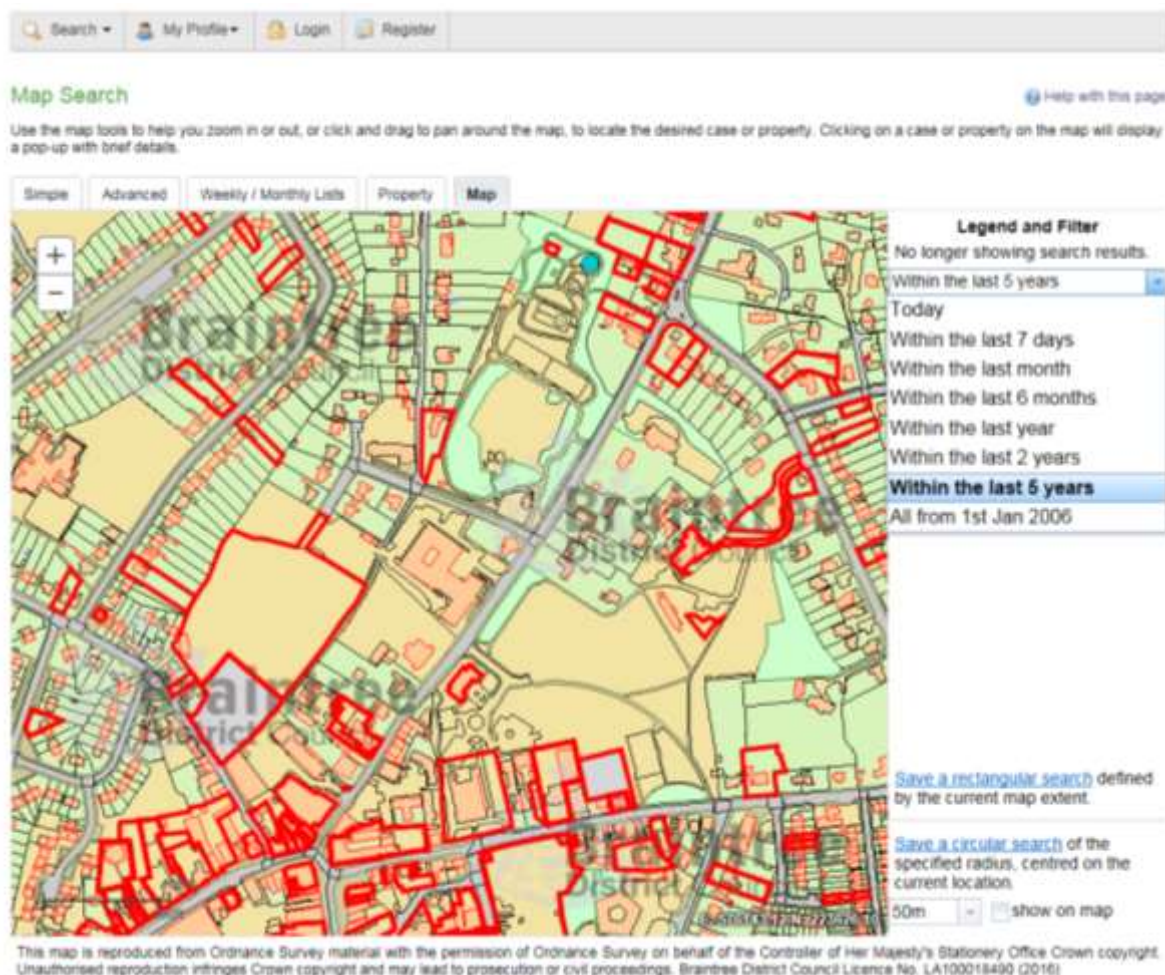 Search
My Profile
Login
Register
Map Search
Help with this page
Use the map tools to help you zoom in or out, or click and drag to pan around the map, to locate the desired case or property. Clicking on a case or property on the map will display
a pop-up with brief details.
Simple
Advanced
Weekly / Monthly Lists
Property
Map
Legend and Filter
No longer showing search results.
Within the last 5 years
Today
Within the last 7 days
Within the last month
Within the last 6 months
Within the last year
Within the last 2 years
Within the last 5 years
All from 1st Jan 2006
+
−
Braintree
District Council
Braintree
District Council
Braintree
District Council
District
Save a rectangular search defined
by the current map extent.
Save a circular search of the
specified radius, centred on the
current location.
50m
show on map
This map is reproduced from Ordnance Survey material with the permission of Ordnance Survey on behalf of the Controller of Her Majesty's Stationery Office Crown copyright.
Unauthorised reproduction infringes Crown copyright and may lead to prosecution or civil proceedings. Braintree District Council Licence No. LA100018490 (2016)